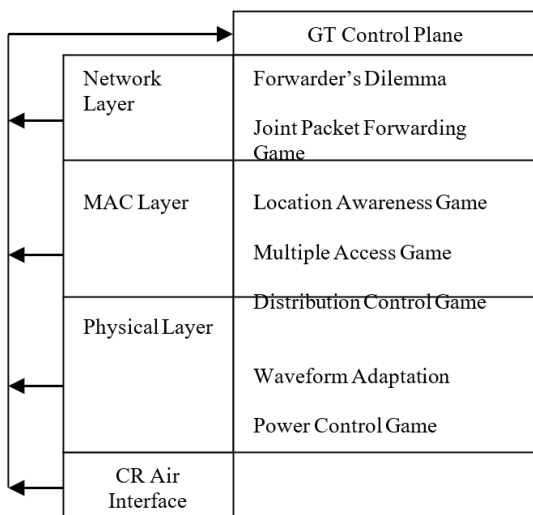 GT Control Plane
Network
Layer
Forwarder's Dilemma
Joint Packet Forwarding
Game
MAC Layer
Location Awareness Game
Multiple Access Game
Distribution Control Game
Physical Layer
Waveform Adaptation
Power Control Game
CR Air
Interface